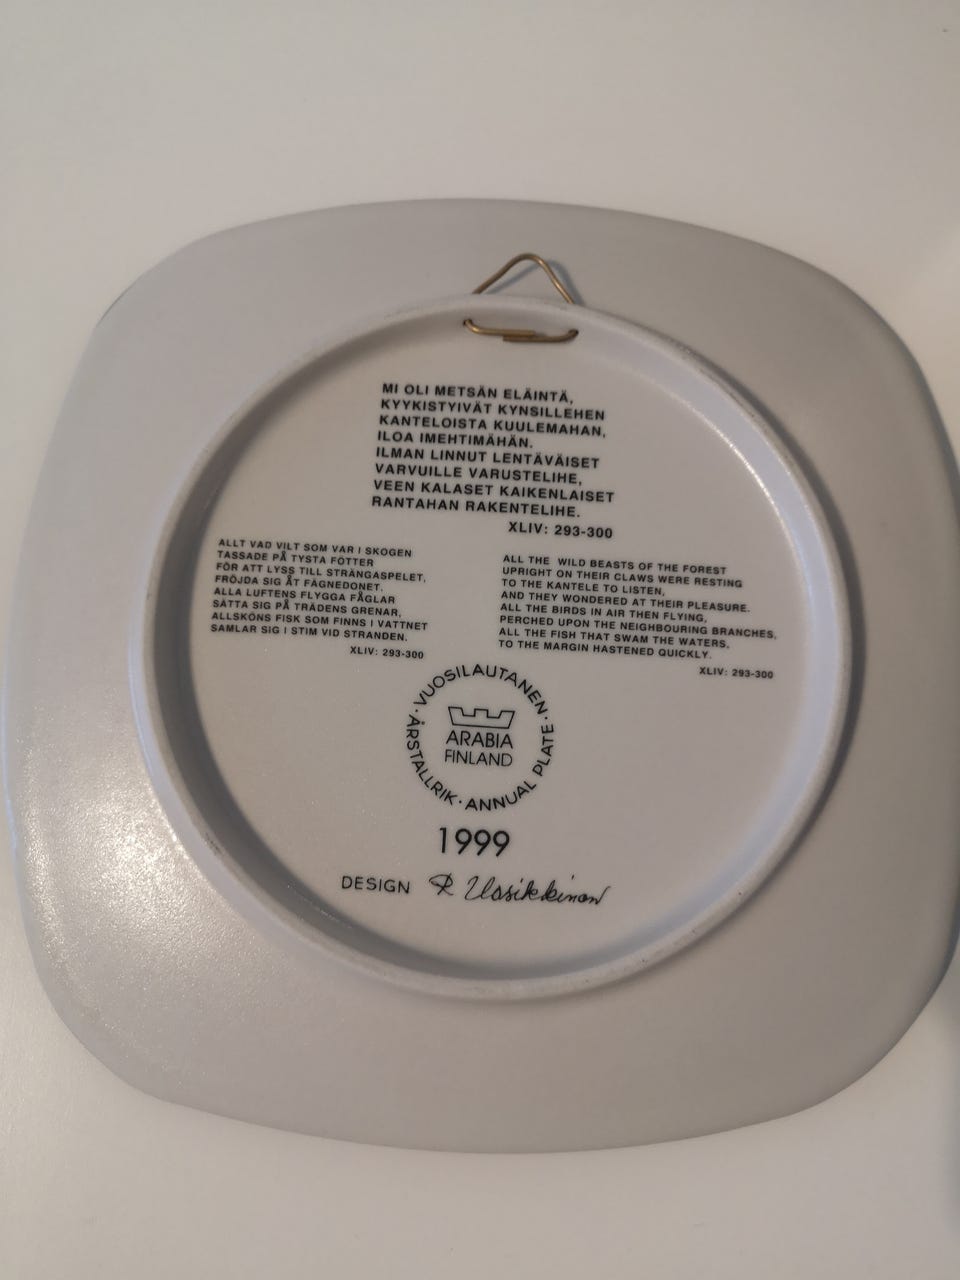 MI OLI METSÄN ELÄINTÄ,
KYYKISTYIVÄT KYNSILLEHEN
KANTELOISTA KUULEMAHAN,
ILOA IMEHTIMÄHÄN.
ILMAN LINNUT LENTÄVÄISET
VARVUILLE VARUSTELIHE,
VEEN KALASET KAIKENLAISET
RANTAHAN RAKENTELIHE.
XLIV: 293-300
ALLT VAD VILT SOM VAR I SKOGEN
TASSADE PÅ TYSTA FÖTTER
FÖR ATT LYSS TILL STRÄNGASPELET,
FRÖJDA SIG ÅT FÄGNEDONET.
ALLA LUFTENS FLYGGA FÅGLAR
SÄTTA SIG PÅ TRÄDENS GRENAR,
ALLSKÖNS FISK SOM FINNS I VATTNET
SAMLAR SIG I STIM VID STRANDEN.
XLIV: 293-300
ALL THE WILD BEASTS OF THE FOREST
UPRIGHT ON THEIR CLAWS WERE RESTING
TO THE KANTELE TO LISTEN,
AND THEY WONDERED AT THEIR PLEASURE.
ALL THE BIRDS IN AIR THEN FLYING,
PERCHED UPON THE NEIGHBOURING BRANCHES,
ALL THE FISH THAT SWAM THE WATERS,
TO THE MARGIN HASTENED QUICKLY.
XLIV: 293-300
· VUOSILAUTANEN · ANNUAL PLATE · ÅRSTALLRIK
ARABIA
FINLAND
1999
DESIGN R Uosikkinen